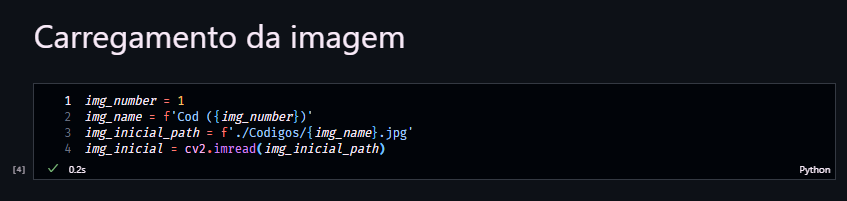 Carregamento da imagem
1 img_number = 1
2 img_name = f'Cod ({img_number})'
3 img_inicial_path = f'./Codigos/{img_name}.jpg'
4 img_inicial = cv2.imread(img_inicial_path)
[4] ✓ 0.2s Python